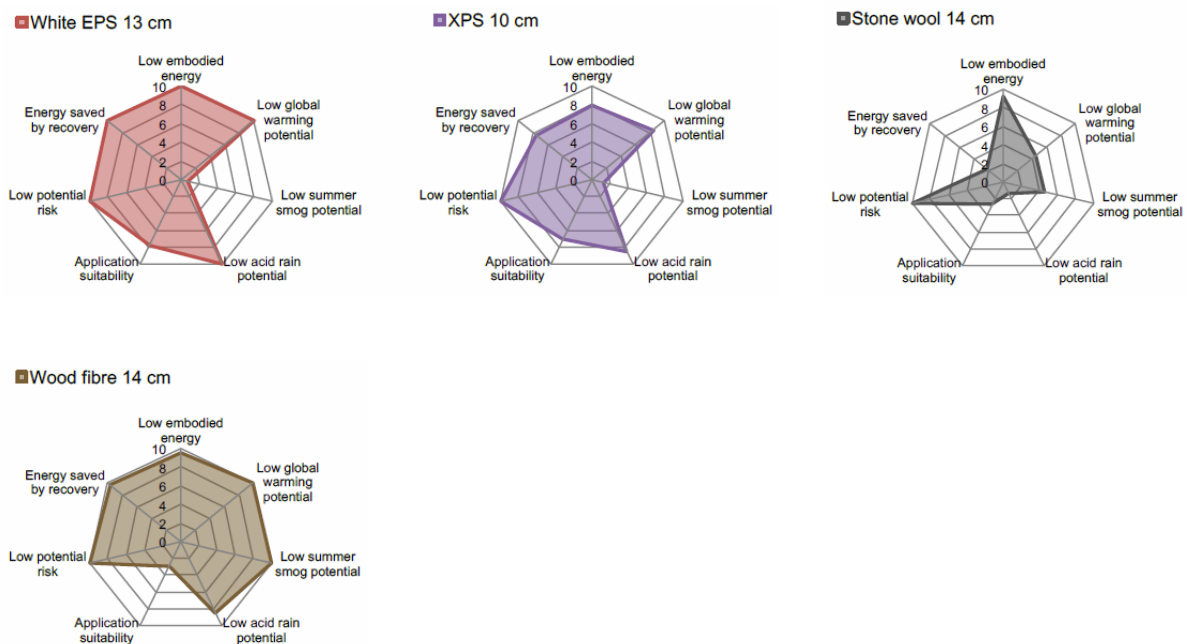 White EPS 13 cm
Low embodied
energy
Low global
warming
potential
Low summer
smog potential
Low acid rain
potential
Application
suitability
Low potential
risk
Energy saved
by recovery
10
8
6
4
2
0
XPS 10 cm
Low embodied
energy
Low global
warming
potential
Low summer
smog potential
Low acid rain
potential
Application
suitability
Low potential
risk
Energy saved
by recovery
10
8
6
4
2
0
Stone wool 14 cm
Low embodied
energy
Low global
warming
potential
Low summer
smog potential
Low acid rain
potential
Application
suitability
Low potential
risk
Energy saved
by recovery
10
8
6
4
2
0
Wood fibre 14 cm
Low embodied
energy
Low global
warming
potential
Low summer
smog potential
Low acid rain
potential
Application
suitability
Low potential
risk
Energy saved
by recovery
10
8
6
4
2
0